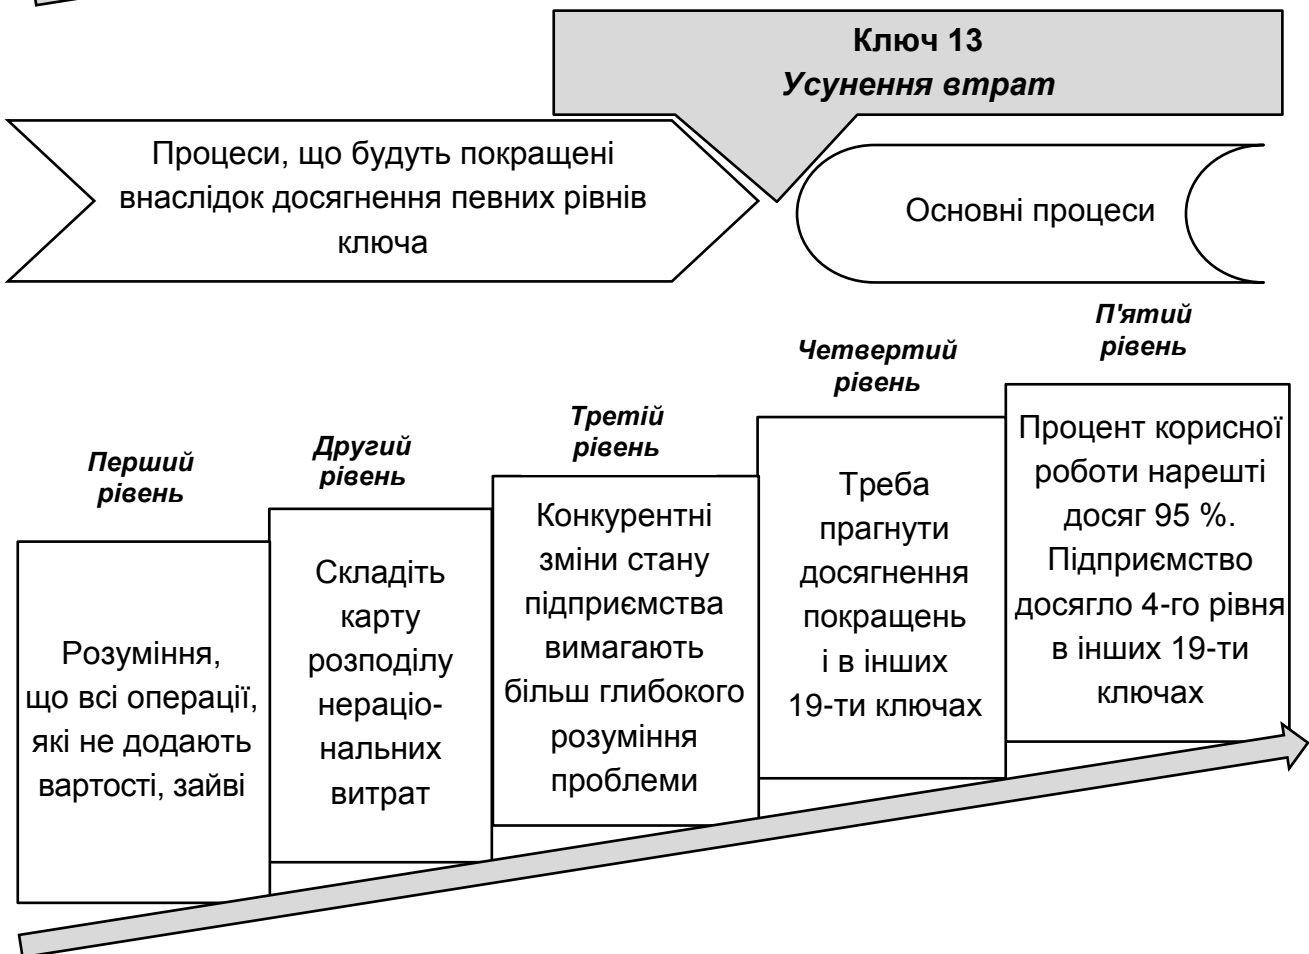 Ключ 13
Усунення втрат
Процеси, що будуть покращені
внаслідок досягнення певних рівнів
ключа
Основні процеси
Перший
рівень
Розуміння,
що всі операції,
які не додають
вартості, зайві
Другий
рівень
Складіть
карту
розподілу
нераціо-
нальних
витрат
Третій
рівень
Конкурентні
зміни стану
підприємства
вимагають
більш глибокого
розуміння
проблеми
Четвертий
рівень
Треба
прагнути
досягнення
покращень
і в інших
19-ти ключах
П'ятий
рівень
Процент корисної
роботи нарешті
досяг 95 %.
Підприємство
досягло 4-го рівня
в інших 19-ти
ключах